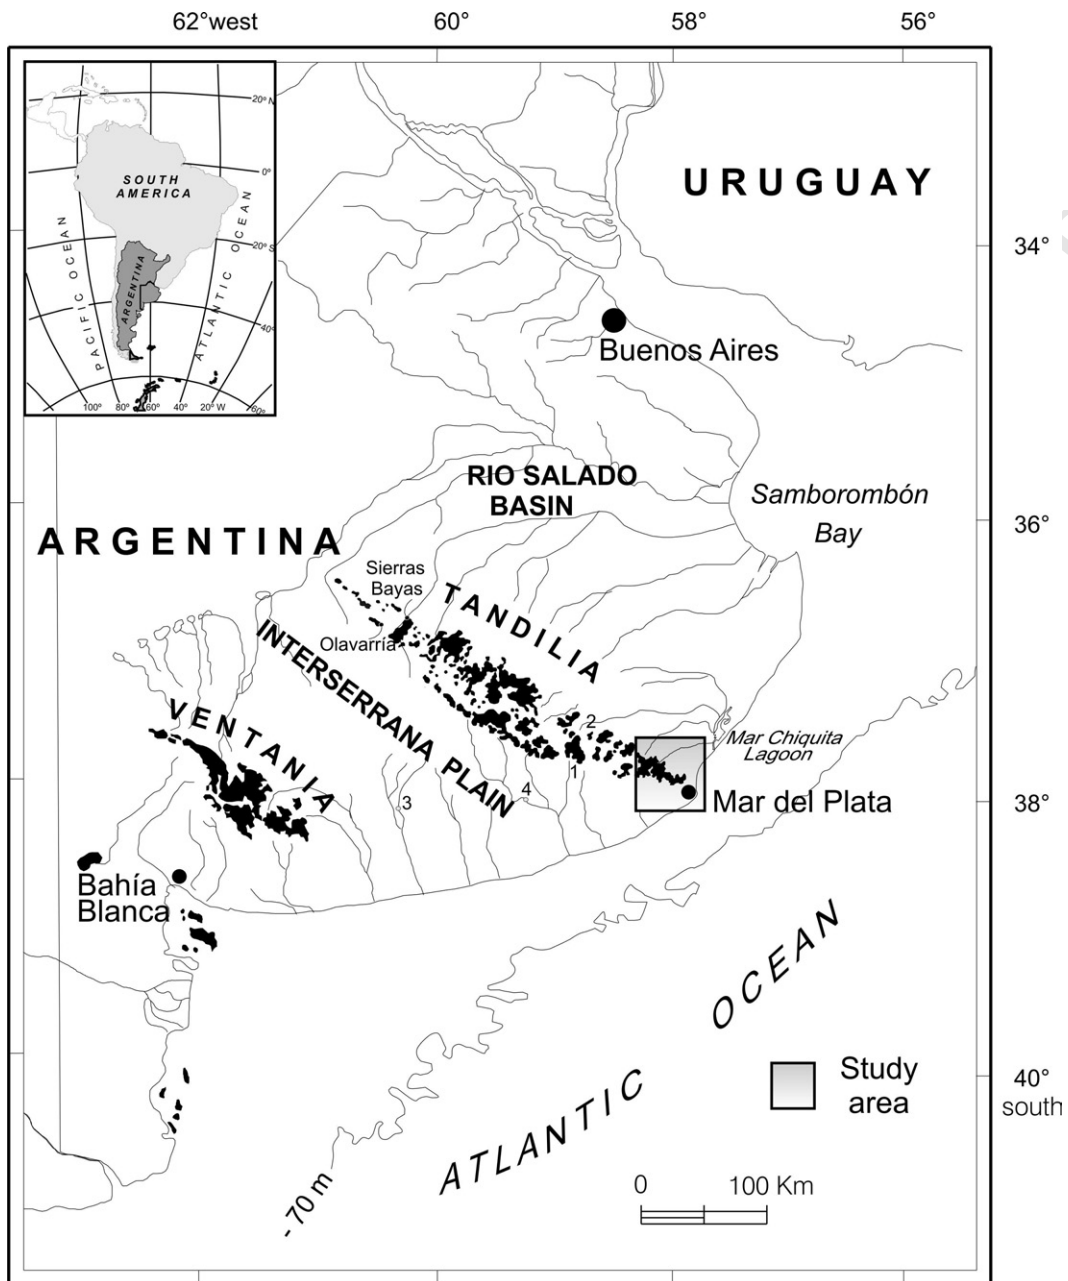 62°west
60°
58°
56°
20° N
SOUTH
AMERICA
0°
PACIFIC OCEAN
ATLANTIC OCEAN
20° S
ARGENTINA
40°
100° 80° 60° 40° 20° W
60°
URUGUAY
34°
Buenos Aires
RIO SALADO
BASIN
Samborombón
Bay
36°
ARGENTINA
Sierras
Bayas
TANDILIA
Olavarría
INTERSERRANA PLAIN
VENTANIA
2
Mar Chiquita
Lagoon
1
4
3
Mar del Plata
38°
Bahía
Blanca
ATLANTIC OCEAN
Study
area
40°
south
- 70 m
0 100 Km